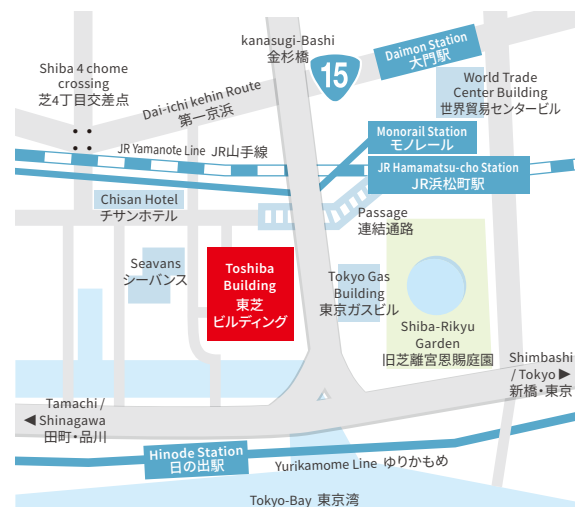 kanasugi-Bashi
金杉橋
15
Daimon Station
大門駅
Shiba 4 chome
crossing
芝4丁目交差点
World Trade
Center Building
世界貿易センタービル
Dai-ichi kehin Route
第一京浜
Monorail Station
モノレール
JR Yamanote Line JR山手線
JR Hamamatsu-cho Station
JR浜松町駅
Chisan Hotel
チサンホテル
Passage
連結通路
Seavans
シーバンス
Toshiba
Building
東芝
ビルディング
Tokyo Gas
Building
東京ガスビル
Shiba-Rikyu
Garden
旧芝離宮恩賜庭園
Shimbashi
/ Tokyo ▶
新橋・東京
Tamachi /
◀ Shinagawa
田町・品川
Hinode Station
日の出駅
Yurikamome Line ゆりかもめ
Tokyo-Bay 東京湾